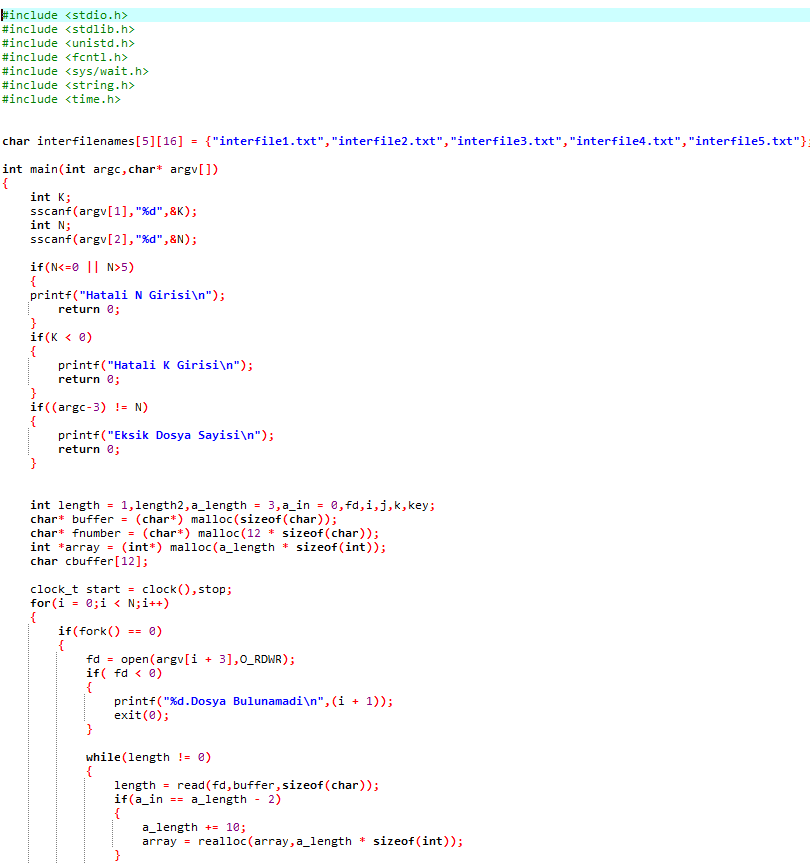 #include <stdio.h>
#include <stdlib.h>
#include <unistd.h>
#include <fcntl.h>
#include <sys/wait.h>
#include <string.h>
#include <time.h>
char interfilenames[5][16] = {"interfile1.txt","interfile2.txt","interfile3.txt","interfile4.txt","interfile5.txt"};
int main(int argc,char* argv[])
{
    int K;
    sscanf(argv[1],"%d",&K);
    int N;
    sscanf(argv[2],"%d",&N);
    if(N<=0 || N>5)
    {
    printf("Hatali N Girisi\n");
        return 0;
    }
    if(K < 0)
    {
        printf("Hatali K Girisi\n");
        return 0;
    }
    if((argc-3) != N)
    {
        printf("Eksik Dosya Sayisi\n");
        return 0;
    }
    int length = 1,length2,a_length = 3,a_in = 0,fd,i,j,k,key;
    char* buffer = (char*) malloc(sizeof(char));
    char* fnumber = (char*) malloc(12 * sizeof(char));
    int *array = (int*) malloc(a_length * sizeof(int));
    char cbuffer[12];
    clock_t start = clock(),stop;
    for(i = 0;i < N;i++)
    {
        if(fork() == 0)
        {
            fd = open(argv[i + 3],O_RDWR);
            if( fd < 0)
            {
                printf("%d.Dosya Bulunamadi\n",(i + 1));
                exit(0);
            }
            while(length != 0)
            {
                length = read(fd,buffer,sizeof(char));
                if(a_in == a_length - 2)
                {
                    a_length += 10;
                    array = realloc(array,a_length * sizeof(int));
                }